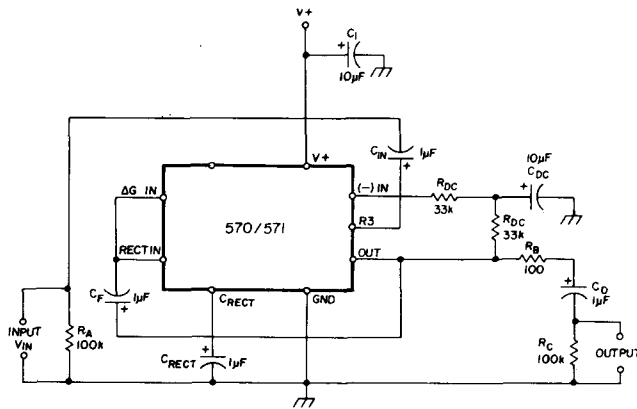 V+
C1
+
10µF
V+
CIN
1µF
+
10µF
CDC
+
ΔG IN
(-) IN
RDC
33k
570/571
R3
RDC
33k
RECT IN
OUT
RB
100
CF
1µF
+
CRECT
GND
CD
1µF
+
INPUT
VIN
RA
100k
CRECT
+
1µF
RC
100k
OUTPUT